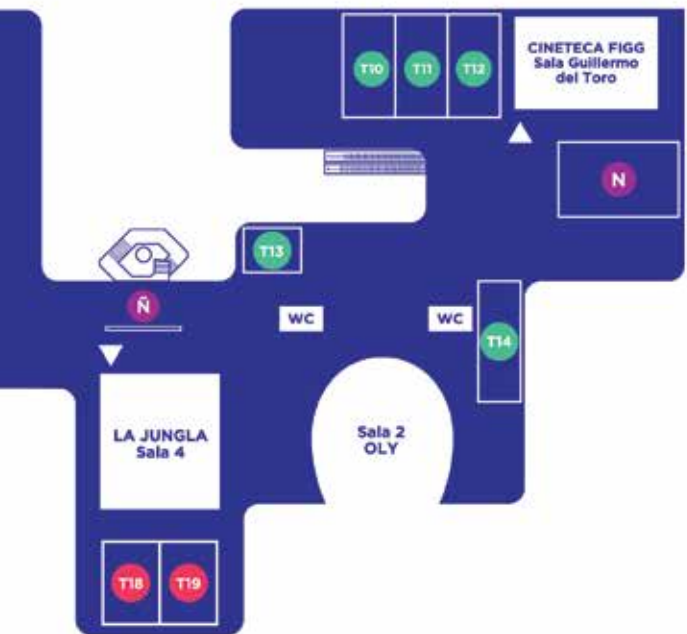 T10
T11
T12
CINETECA FIGG
Sala Guillermo
del Toro
N
T13
Ñ
WC
WC
T14
LA JUNGLA
Sala 4
Sala 2
OLY
T18
T19